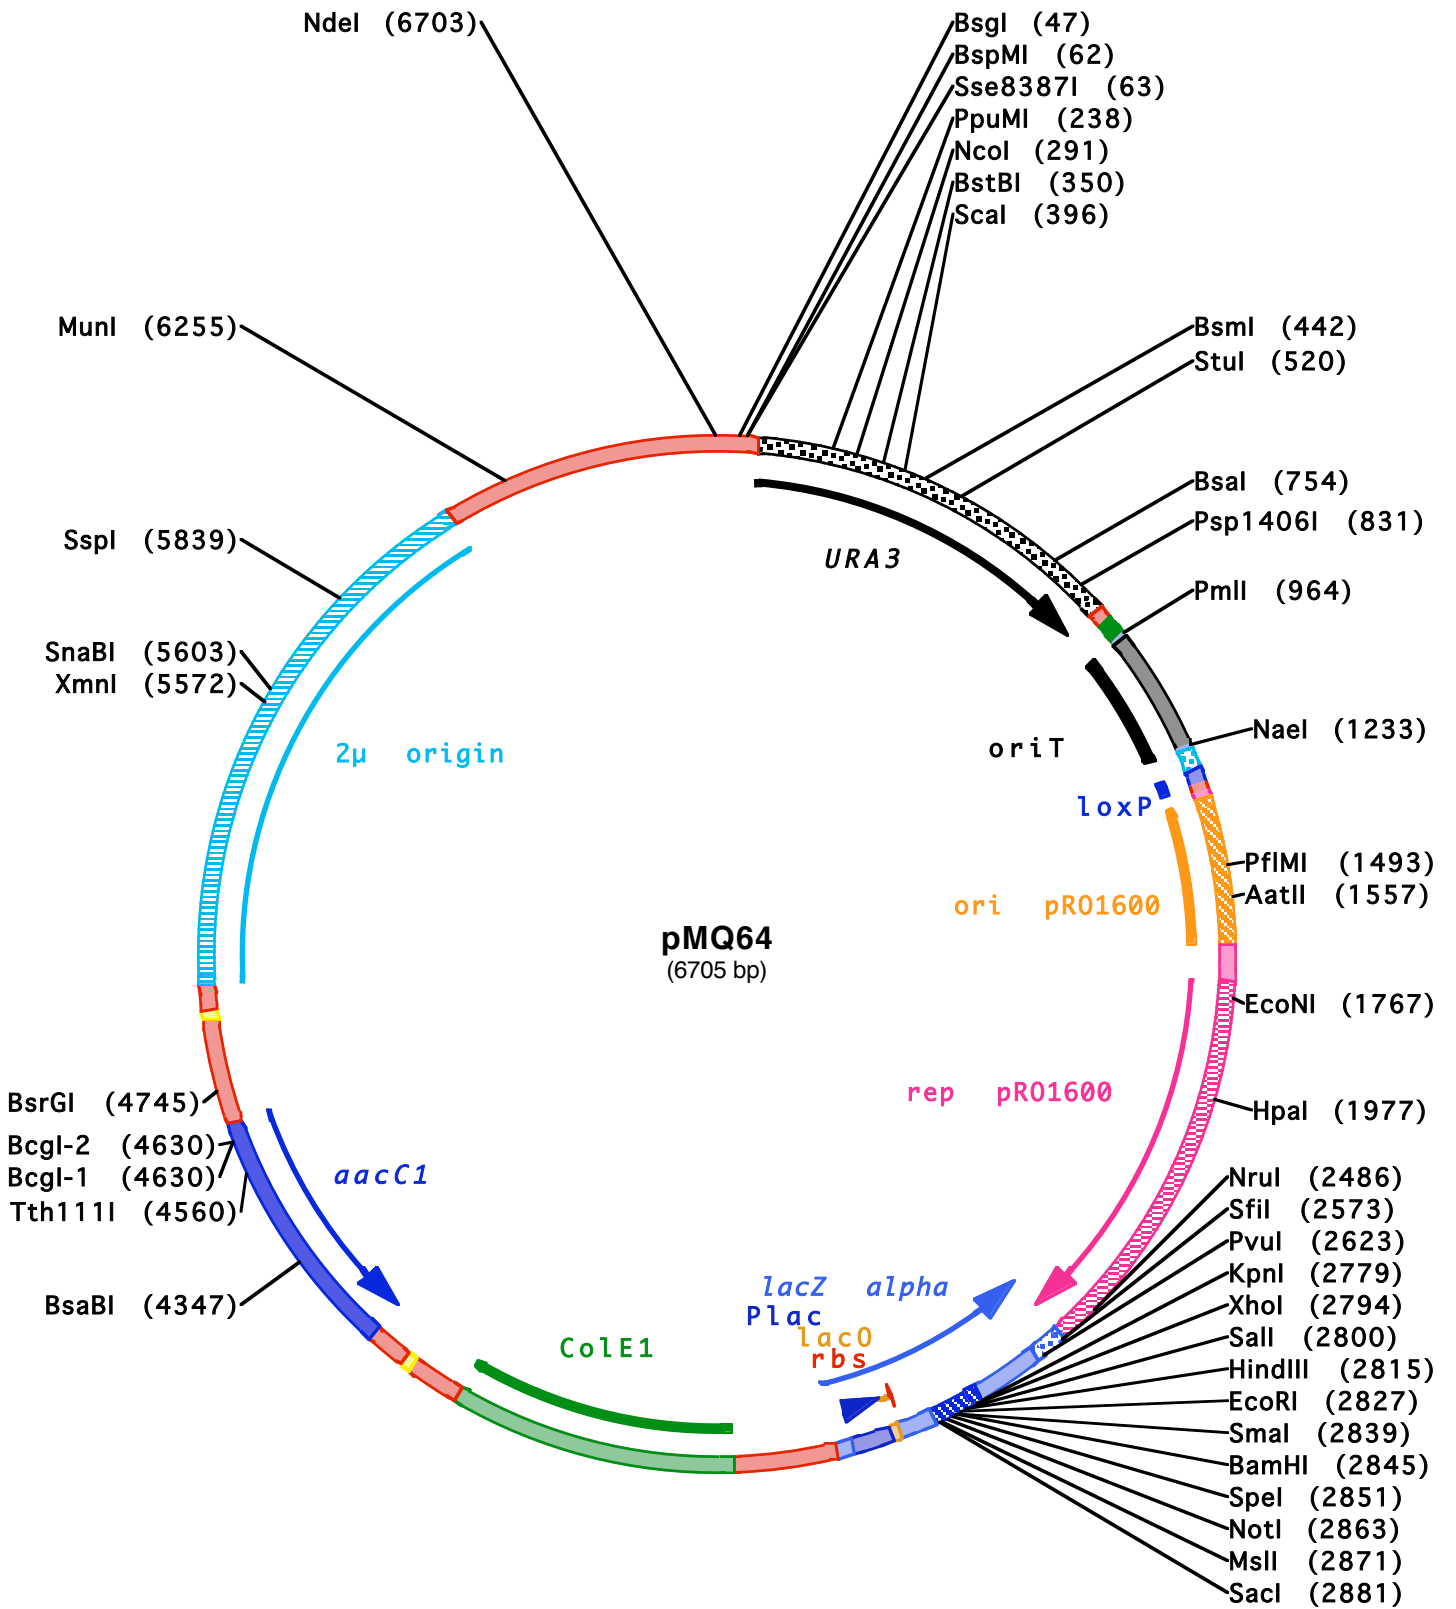 NdeI (6703)
BsgI (47)
BspMI (62)
Sse8387I (63)
PpuMI (238)
NcoI (291)
BstBI (350)
ScaI (396)
MunI (6255)
BsmI (442)
StuI (520)
BsaI (754)
Psp1406I (831)
PmlI (964)
SspI (5839)
SnaBI (5603)
XmnI (5572)
URA3
oriT
NaeI (1233)
2µ origin
loxP
PflMI (1493)
AatII (1557)
ori pRO1600
pMQ64
(6705 bp)
EcoNI (1767)
rep pRO1600
HpaI (1977)
BsrGI (4745)
BcgI-2 (4630)
BcgI-1 (4630)
Tth111I (4560)
aacC1
BsaBI (4347)
NruI (2486)
SfiI (2573)
PvuI (2623)
KpnI (2779)
XhoI (2794)
SalI (2800)
HindIII (2815)
EcoRI (2827)
SmaI (2839)
BamHI (2845)
SpeI (2851)
NotI (2863)
MslI (2871)
SacI (2881)
lacZ alpha
Plac
lacO
rbs
ColE1